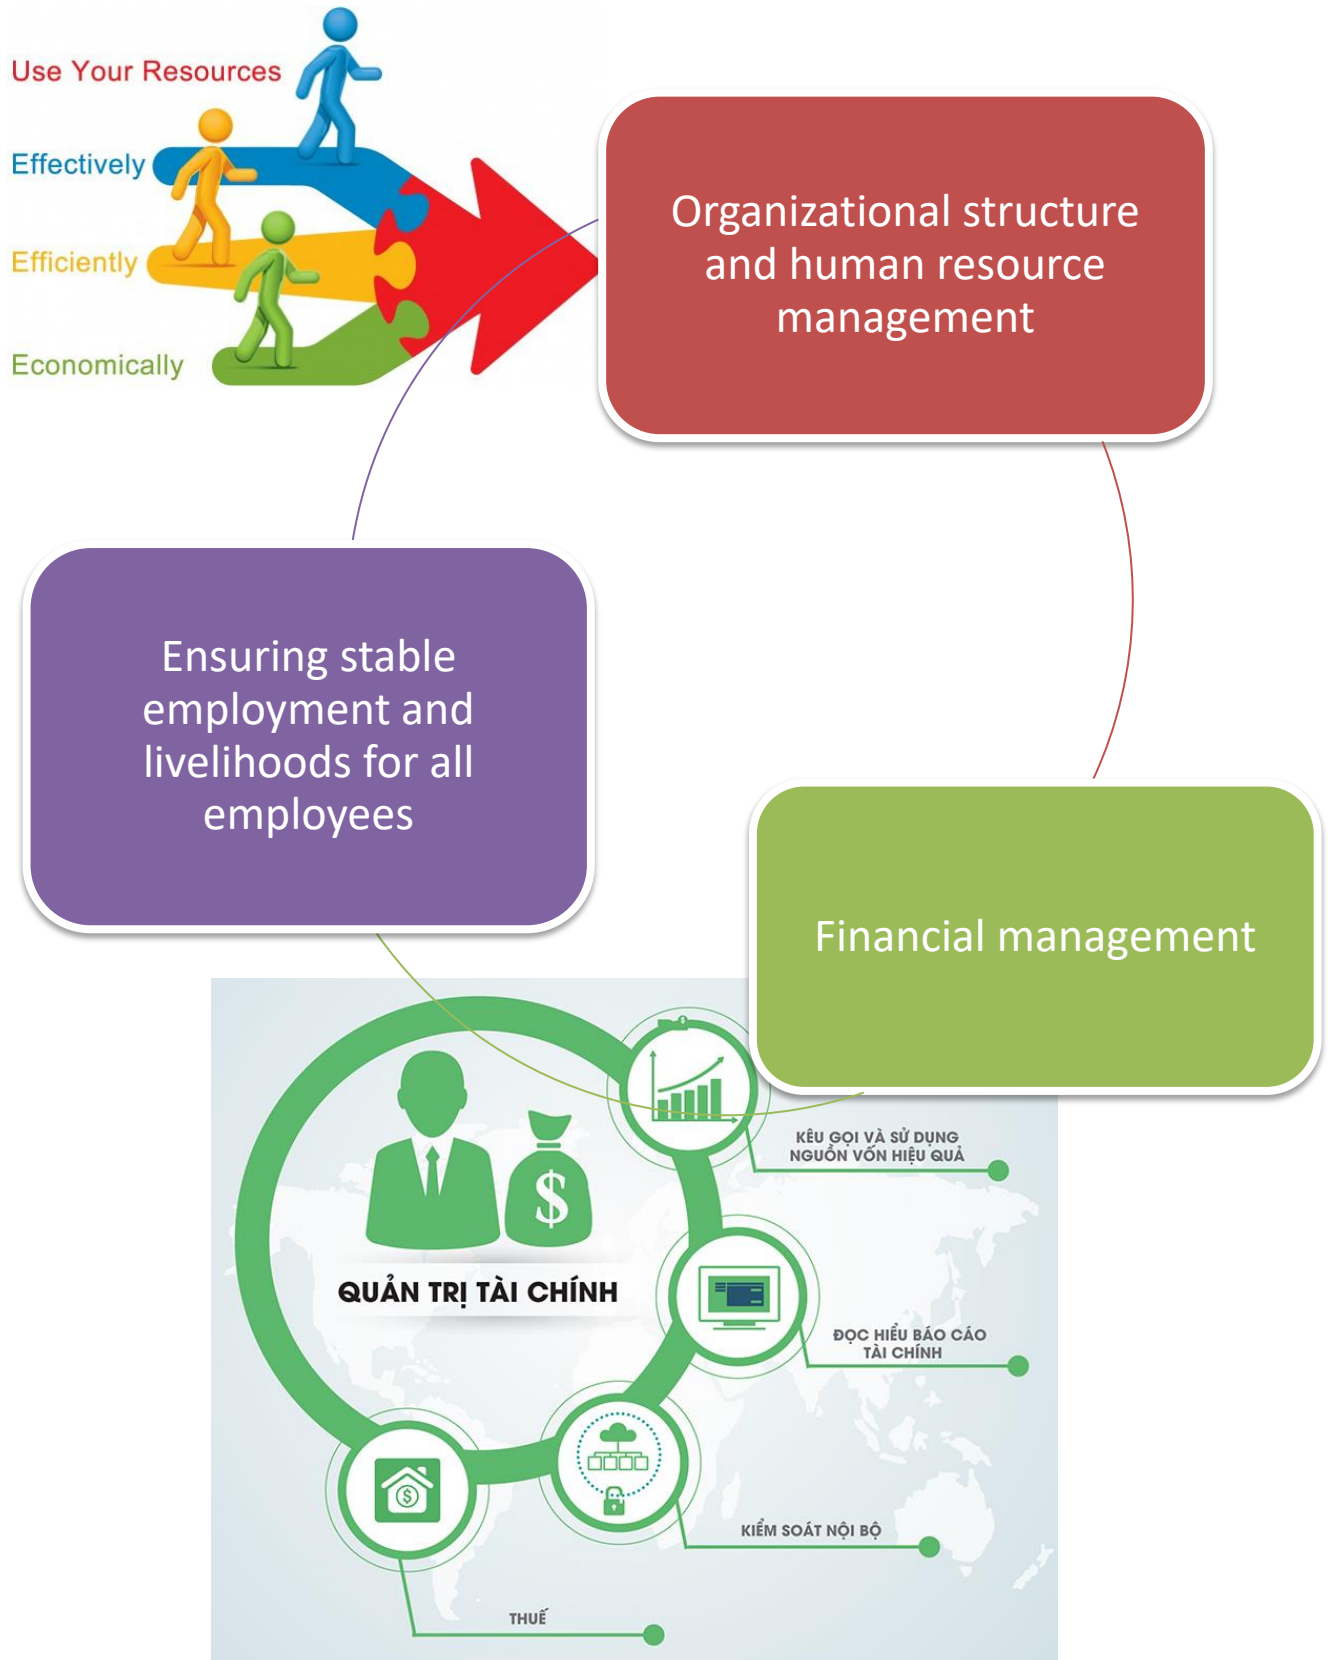 Use Your Resources
Effectively
Efficiently
Economically
Organizational structure
and human resource
management
Ensuring stable
employment and
livelihoods for all
employees
Financial management
QUẢN TRỊ TÀI CHÍNH
KÊU GỌI VÀ SỬ DỤNG
NGUỒN VỐN HIỆU QUẢ
ĐỌC HIỂU BÁO CÁO
TÀI CHÍNH
KIỂM SOÁT NỘI BỘ
THUẾ